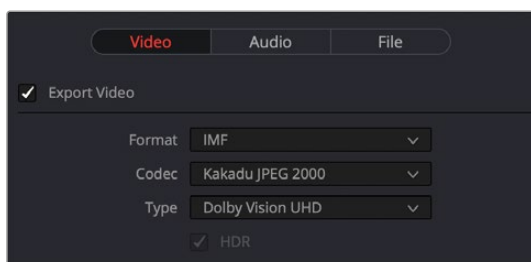 Video Audio File
Export Video
Format IMF
Codec Kakadu JPEG 2000
Type Dolby Vision UHD
HDR